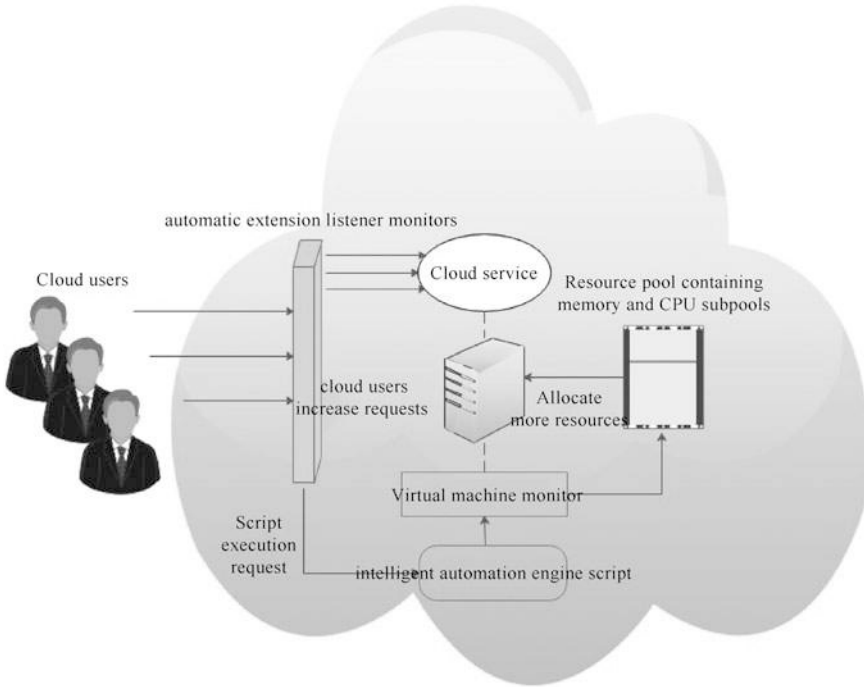 automatic extension listener monitors
Cloud users
Cloud service
Resource pool containing
memory and CPU subpools
cloud users
increase requests
Allocate
more resources
Virtual machine monitor
Script
execution
request
intelligent automation engine script